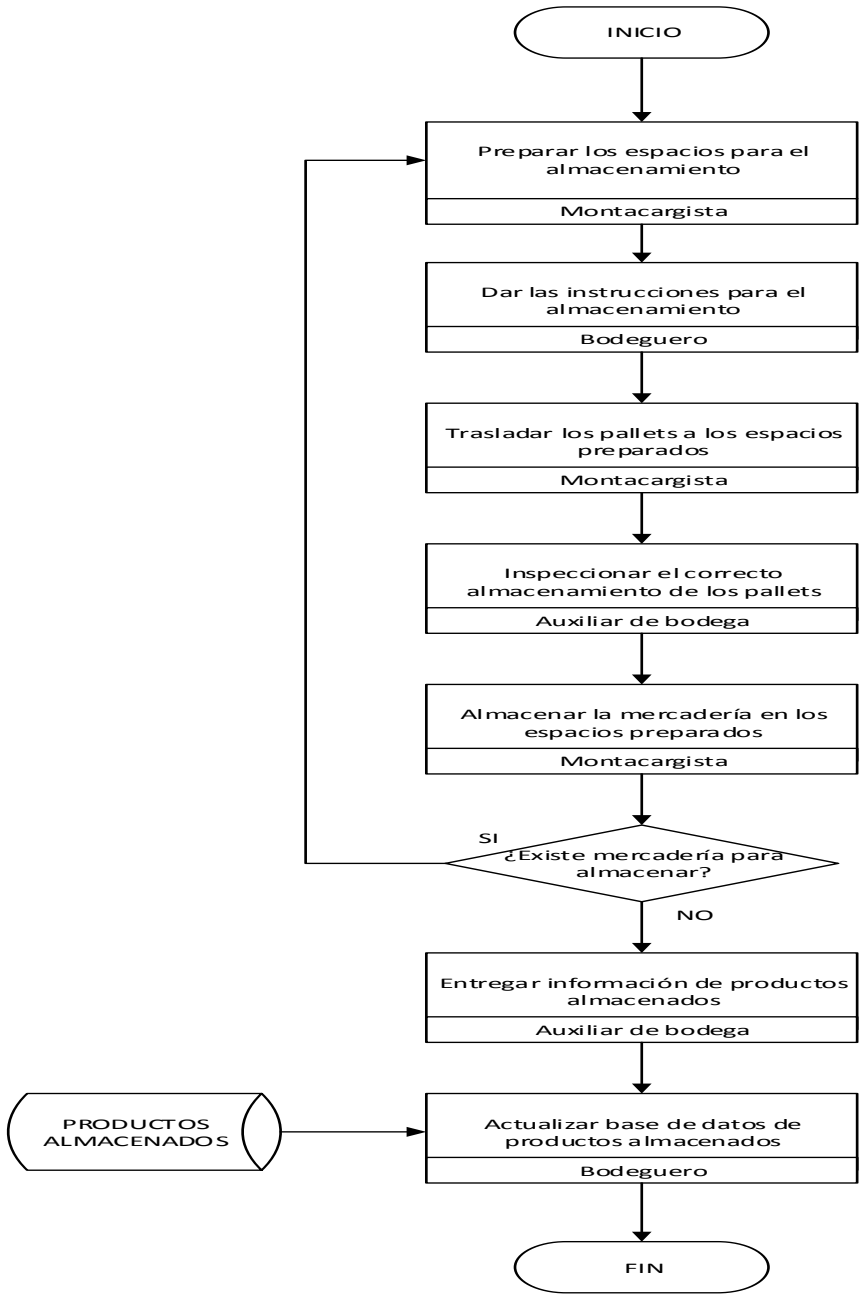 INICIO
Preparar los espacios para el
almacenamiento
Montacargista
Dar las instrucciones para el
almacenamiento
Bodeguero
Trasladar los pallets a los espacios
preparados
Montacargista
Inspeccionar el correcto
almacenamiento de los pallets
Auxiliar de bodega
Almacenar la mercadería en los
espacios preparados
Montacargista
SI
¿Existe mercadería para
almacenar?
NO
Entregar información de productos
almacenados
Auxiliar de bodega
PRODUCTOS
ALMACENADOS
Actualizar base de datos de
productos almacenados
Bodeguero
FIN